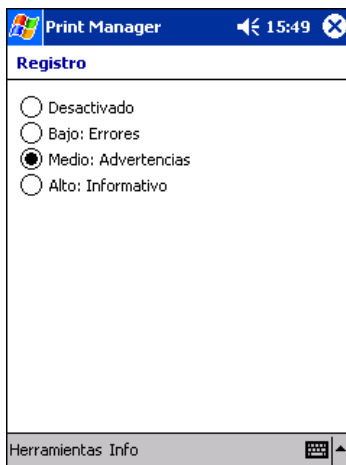 Print Manager 15:49
Registro
Desactivado
Bajo: Errores
Medio: Advertencias
Alto: Informativo
Herramientas Info